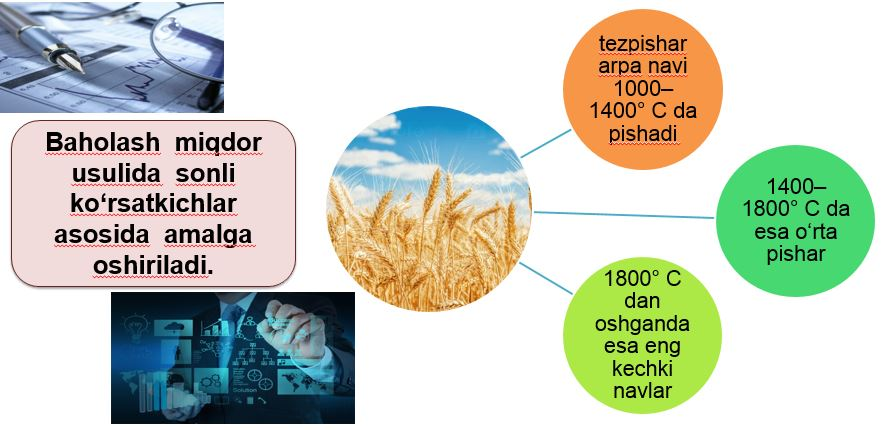 Baholash miqdor
usulida sonli
ko‘rsatkichlar
asosida amalga
oshiriladi.
tezpishar
arpa navi
1000–
1400° C da
pishadi
1400–
1800° C da
esa o‘rta
pishar
1800° C
dan
oshganda
esa eng
kechki
navlar
Solution